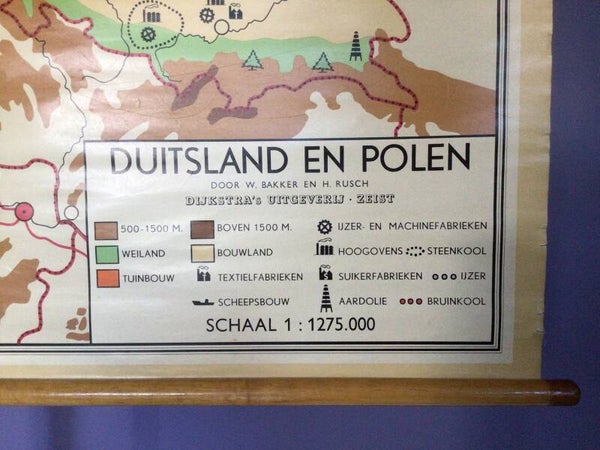 DUITSLAND EN POLEN
DOOR W. BAKKER EN H. RUSCH
DIJKSTRA's UITGEVERIJ · ZEIST
500-1500 M. BOVEN 1500 M. IJZER- EN MACHINEFABRIEKEN
WEILAND BOUWLAND HOOGOVENS STEENKOOL
TUINBOUW TEXTIELFABRIEKEN SUIKERFABRIEKEN IJZER
SCHEEPSBOUW AARDOLIE BRUINKOOL
SCHAAL 1 : 1275.000